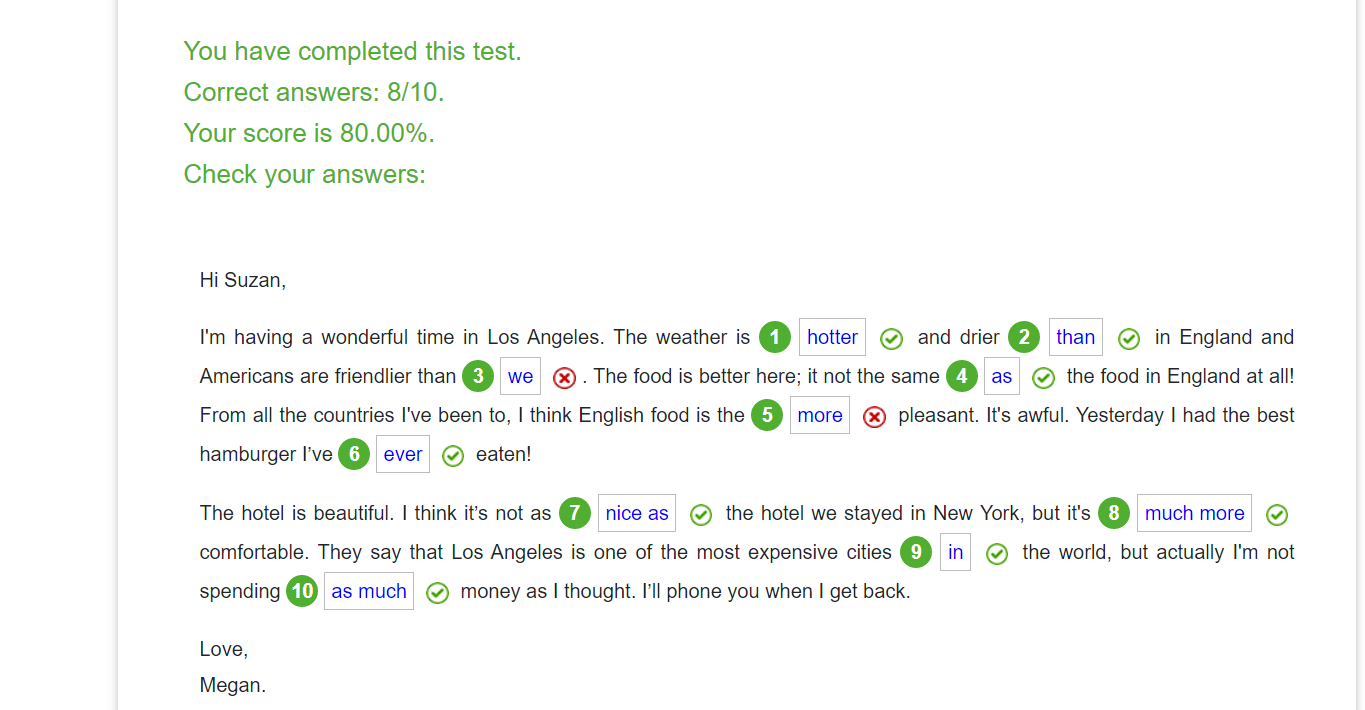 You have completed this test.
Correct answers: 8/10.
Your score is 80.00%.
Check your answers:
Hi Suzan,
I'm having a wonderful time in Los Angeles. The weather is 1 hotter and drier 2 than in England and
Americans are friendlier than 3 we . The food is better here; it not the same 4 as the food in England at all!
From all the countries I've been to, I think English food is the 5 more pleasant. It's awful. Yesterday I had the best
hamburger I’ve 6 ever eaten!
The hotel is beautiful. I think it’s not as 7 nice as the hotel we stayed in New York, but it's 8 much more
comfortable. They say that Los Angeles is one of the most expensive cities 9 in the world, but actually I'm not
spending 10 as much money as I thought. I’ll phone you when I get back.
Love,
Megan.